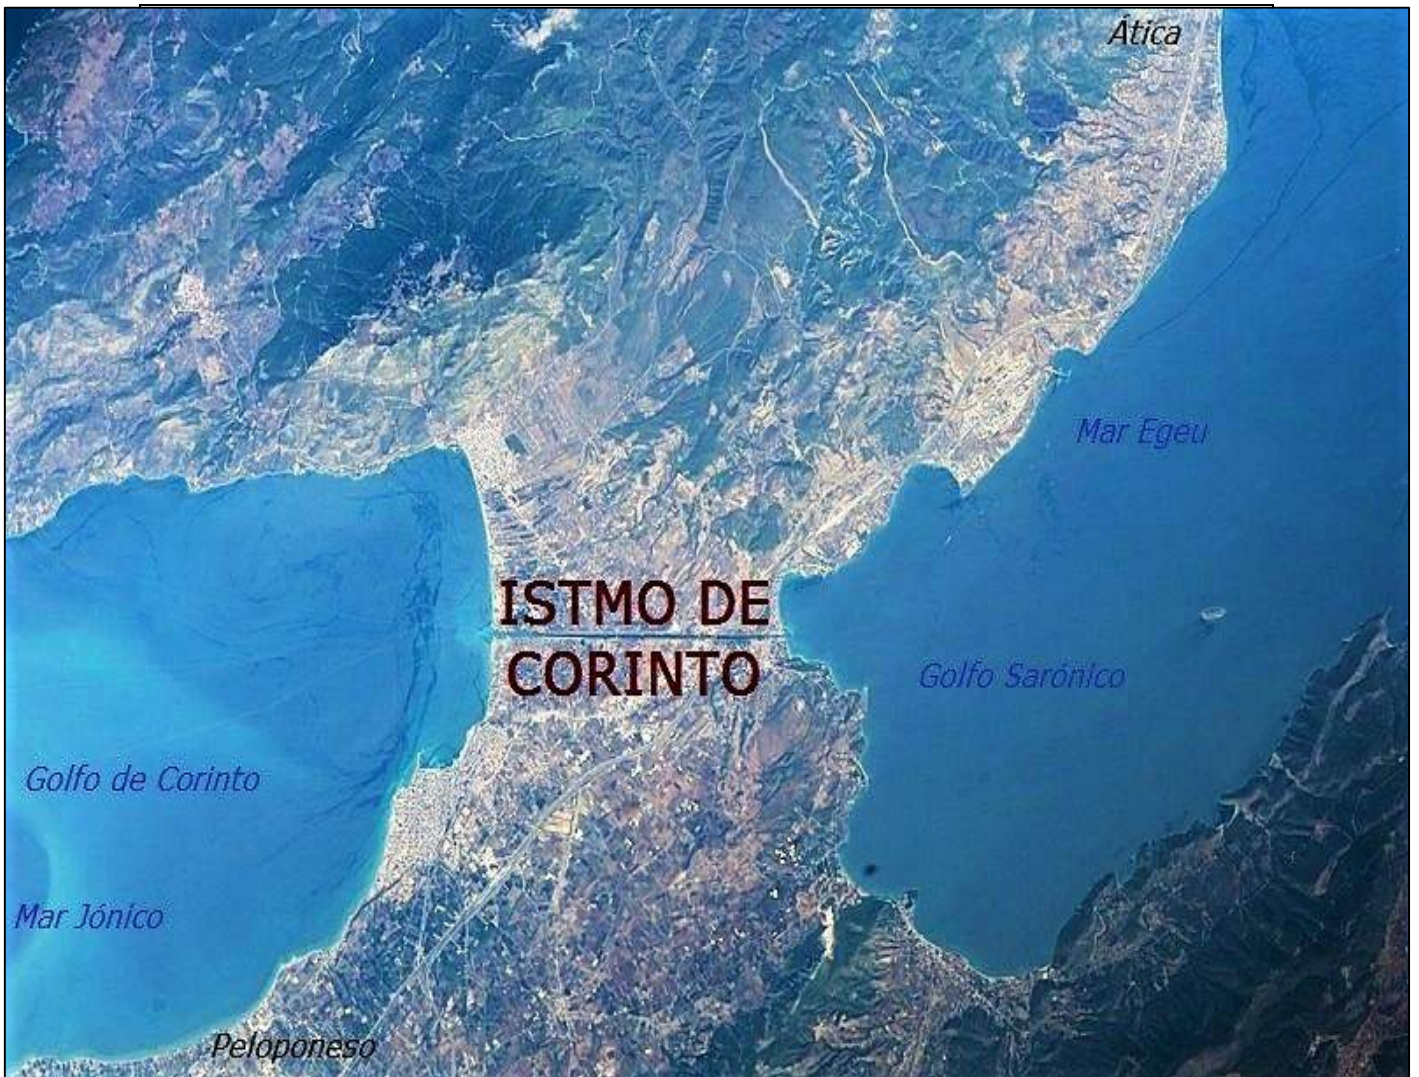 Ática
Mar Egeu
ISTMO DE
CORINTO
Golfo Sarónico
Golfo de Corinto
Mar Jónico
Peloponeso